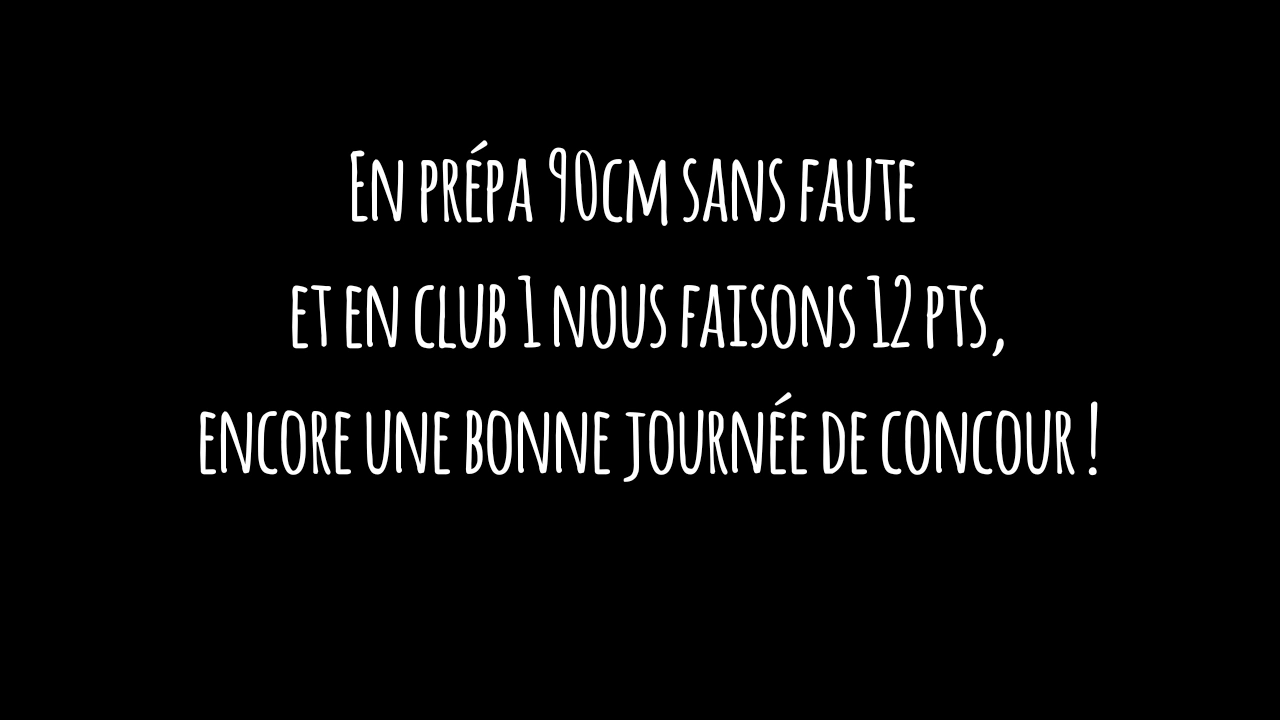 En prépa 90cm sans faute
et en club 1 nous faisons 12 pts,
encore une bonne journée de concour !